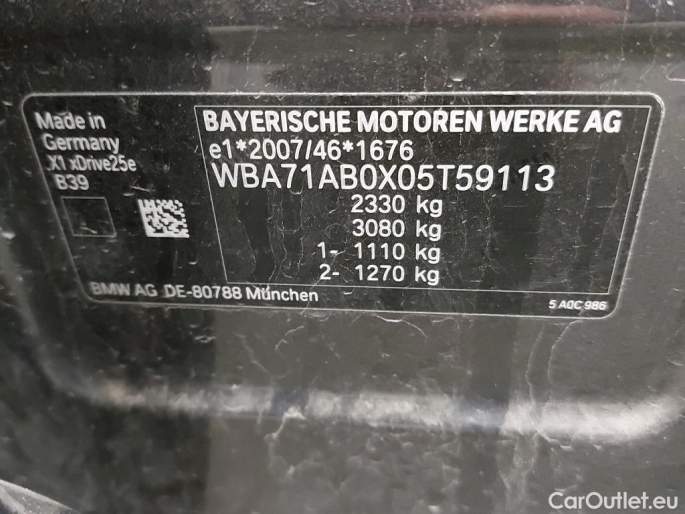 Made in
Germany
X1 xDrive25e
B39
BAYERISCHE MOTOREN WERKE AG
e1*2007/46*1676
WBA71AB0X05T59113
2330 kg
3080 kg
1- 1110 kg
2- 1270 kg
BMW AG DE-80788 München
5 A0C 986
CarOutlet.eu